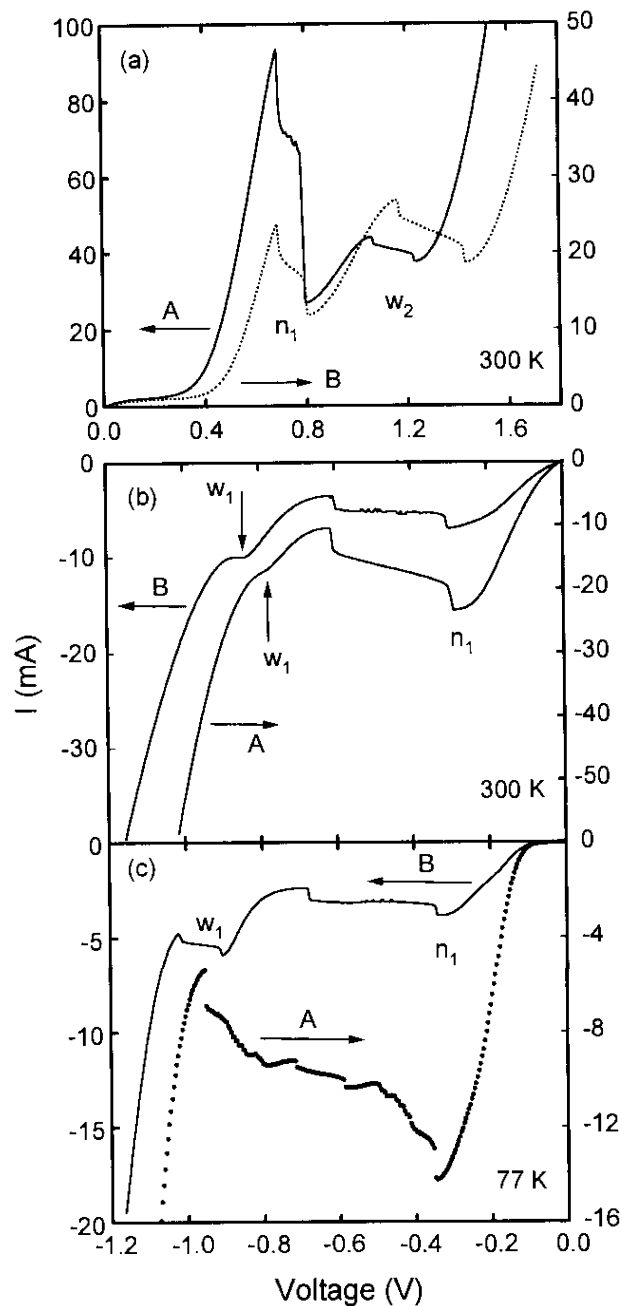 (a)
100
80
60
40
20
0
50
40
30
20
10
0
A
B
n1
w2
300 K
0.0
0.4
0.8
1.2
1.6
(b)
0
-10
-20
-30
0
-10
-20
-30
-40
-50
w1
B
w1
A
n1
300 K
I (mA)
(c)
0
-5
-10
-15
-20
0
-4
-8
-12
-16
w1
B
n1
A
77 K
-1.2
-1.0
-0.8
-0.6
-0.4
-0.2
0.0
0
Voltage (V)